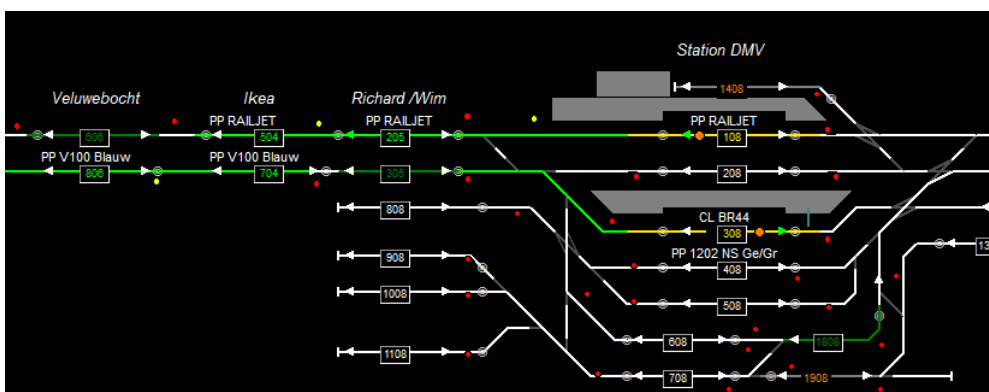 Station DMV
1408
Veluwebocht
Ikea
Richard /Wim
PP RAILJET
PP RAILJET
PP RAILJET
606
504
205
108
PP V100 Blauw
PP V100 Blauw
806
704
305
208
808
CL BR44
308
908
PP 1202 NS Ge/Gr
408
1008
508
1108
608
1808
708
1908